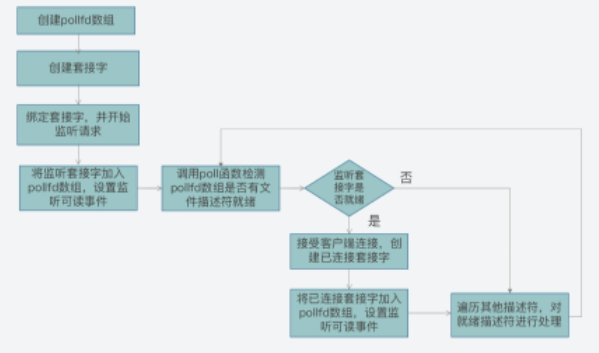 创建pollfd数组
创建套接字
绑定套接字，并开始
监听请求
将监听套接字加入
pollfd数组，设置监
听可读事件
调用poll函数检测
pollfd数组是否有文
件描述符就绪
监听套
接字是
否就绪
否
是
接受客户端连接，创
建已连接套接字
将已连接套接字加入
pollfd数组，设置监
听可读事件
遍历其他描述符，对
就绪描述符进行处理